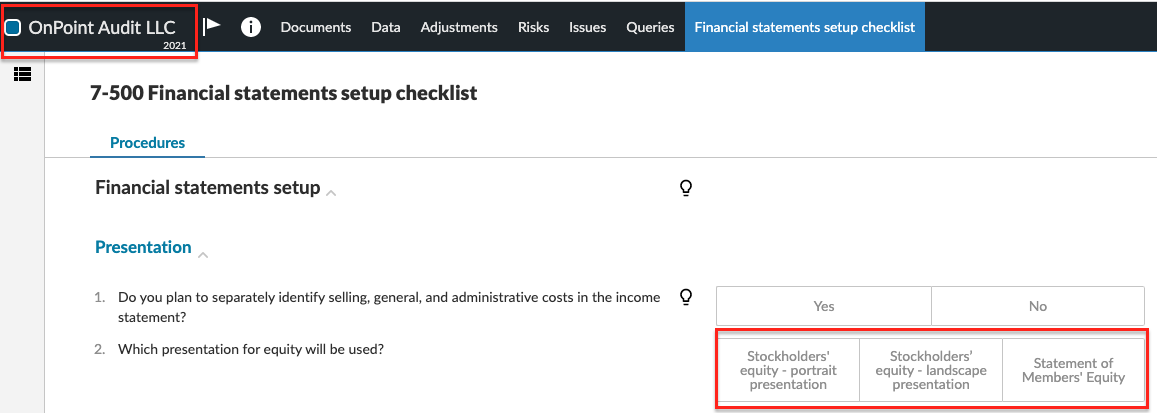 OnPoint Audit LLC
2021
Documents Data Adjustments Risks Issues Queries Financial statements setup checklist
7-500 Financial statements setup checklist
Procedures
Financial statements setup
Presentation
1. Do you plan to separately identify selling, general, and administrative costs in the income
statement?
Yes
No
2. Which presentation for equity will be used?
Stockholders'
equity - portrait
presentation
Stockholders’
equity - landscape
presentation
Statement of
Members' Equity